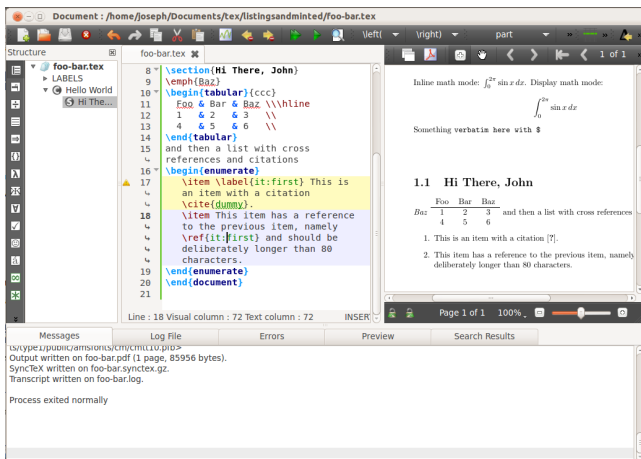 Document : /home/joseph/Documents/tex/listingsandminted/foo-bar.tex
\left( \right) part » » »
Structure
foo-bar.tex
LABELS
Hello World
Hi The...
foo-bar.tex
8 \section{Hi There, John}
9 \emph{Baz}
10 \begin{tabular}{ccc}
11 Foo & Bar & Baz \\\hline
12 1 & 2 & 3 \\
13 4 & 5 & 6 \\
14 \end{tabular}
15 and then a list with cross
references and citations
16 \begin{enumerate}
17 \item \label{it:first} This is
an item with a citation
\cite{dummy}.
18 \item This item has a reference
to the previous item, namely
\ref{it:first} and should be
deliberately longer than 80
characters.
19 \end{enumerate}
20 \end{document}
21
Line : 18 Visual column : 72 Text column : 72 INSERT
1 of 1 »
Inline math mode: ∫₀²π sin x dx. Display math mode:
∫₀²π sin x dx
Something verbatim here with $
1.1 Hi There, John
Foo Bar Baz
Baz 1 2 3 and then a list with cross references
4 5 6
1. This is an item with a citation [?].
2. This item has a reference to the previous item, namely
deliberately longer than 80 characters.
Page 1 of 1 100%
Messages Log File Errors Preview Search Results
ts/type1/public/amsfonts/cm/cmtt10.pfb>
Output written on foo-bar.pdf (1 page, 85956 bytes).
SyncTeX written on foo-bar.synctex.gz.
Transcript written on foo-bar.log.
Process exited normally